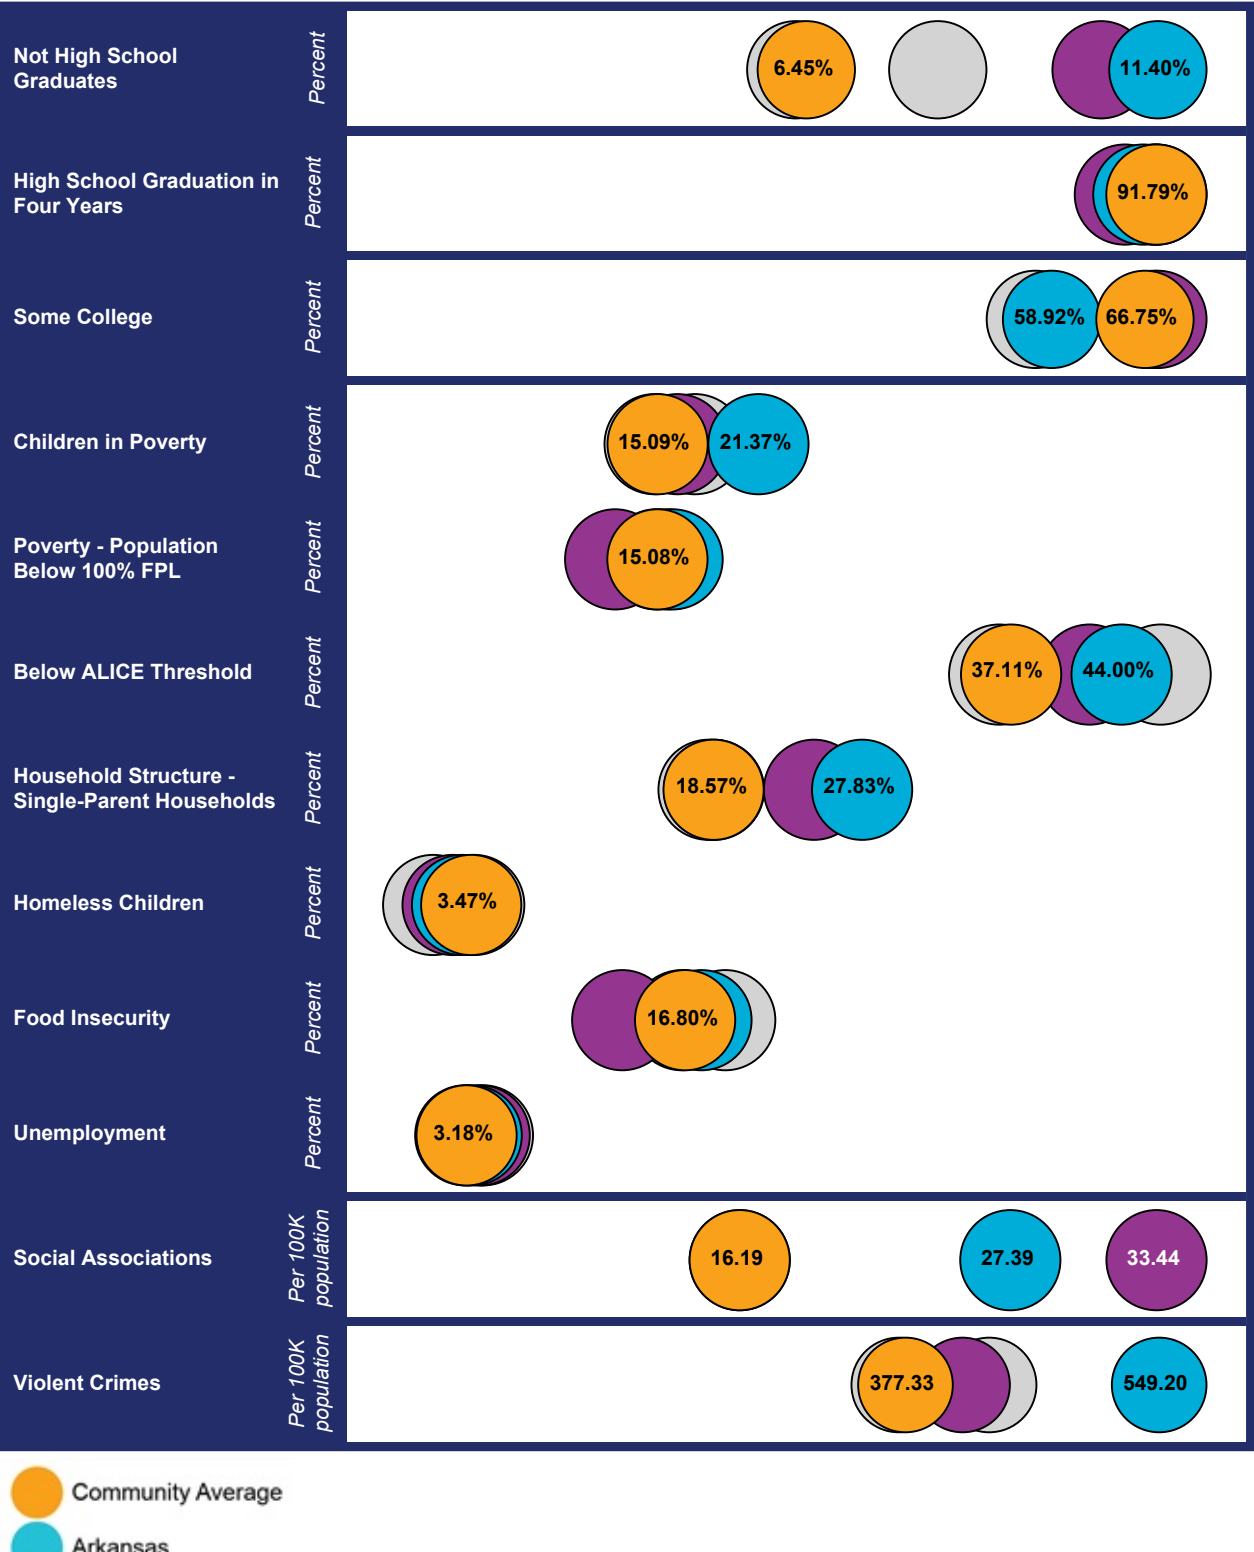 Not High School
Graduates
Percent
6.45%
11.40%
High School Graduation in
Four Years
Percent
91.79%
Some College
Percent
58.92%
66.75%
Children in Poverty
Percent
15.09%
21.37%
Poverty - Population
Below 100% FPL
Percent
15.08%
Below ALICE Threshold
Percent
37.11%
44.00%
Household Structure -
Single-Parent Households
Percent
18.57%
27.83%
Homeless Children
Percent
3.47%
Food Insecurity
Percent
16.80%
Unemployment
Percent
3.18%
Social Associations
Per 100K
population
16.19
27.39
33.44
Violent Crimes
Per 100K
population
377.33
549.20
Community Average
Arkansas